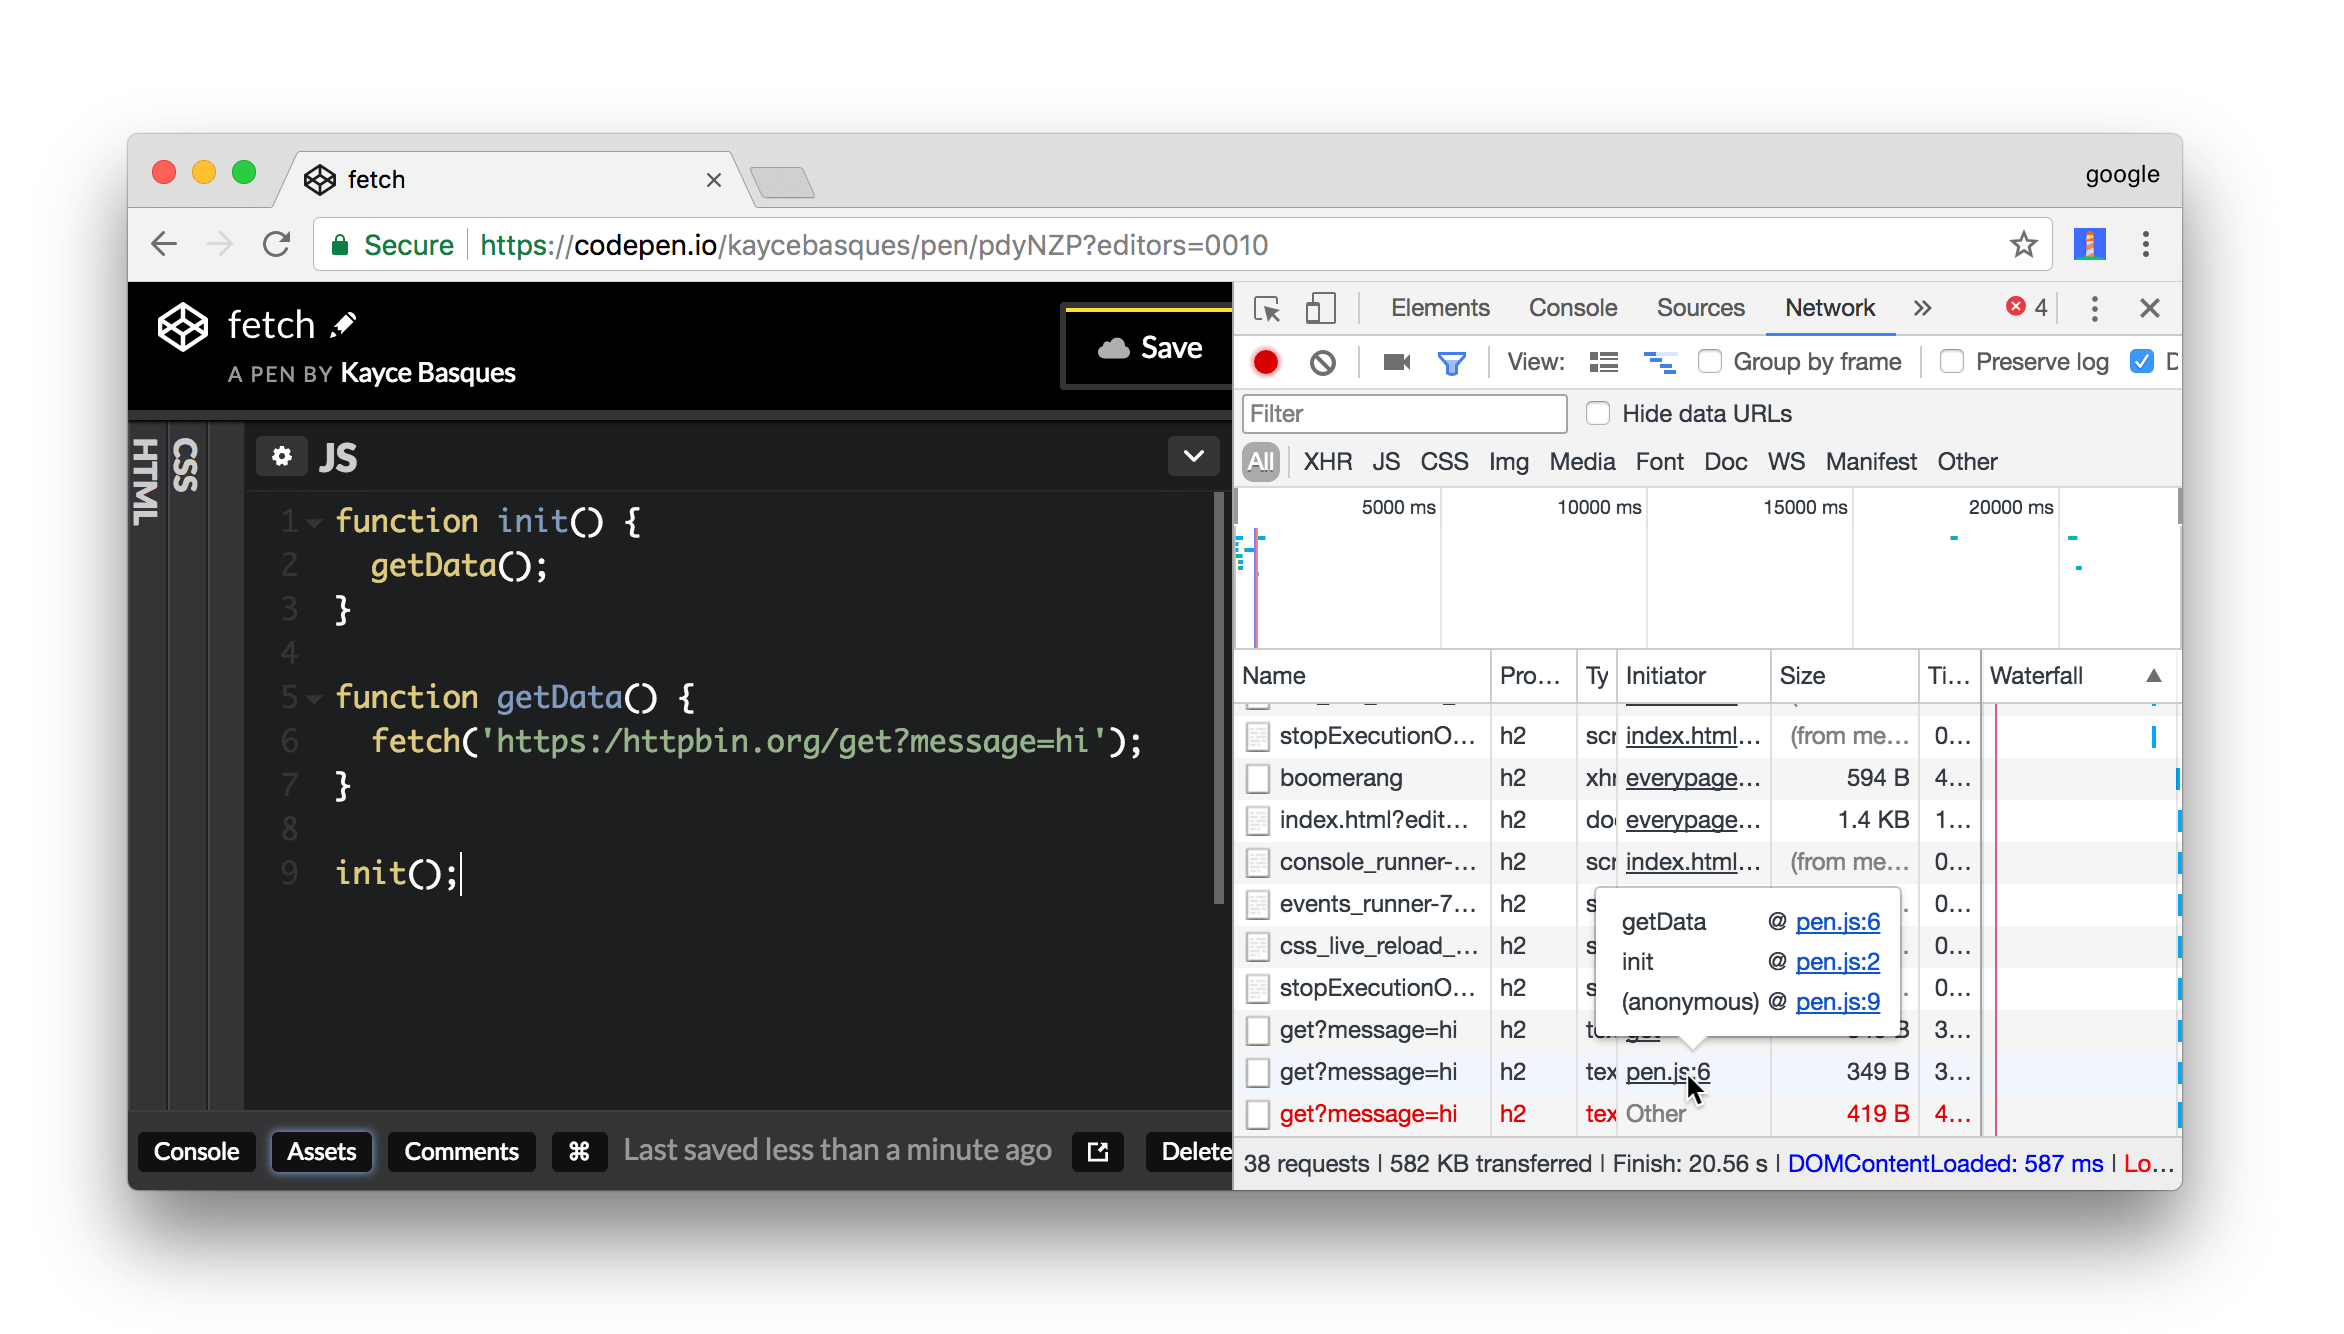 fetch
google
Secure https://codepen.io/kaycebasques/pen/pdyNZP?editors=0010
fetch
A PEN BY Kayce Basques
Save
HTML
CSS
JS
1 function init() {
2 getData();
3 }
4
5 function getData() {
6 fetch('https:/httpbin.org/get?message=hi');
7 }
8
9 init();
Console Assets Comments ⌘ Last saved less than a minute ago Delete
Elements Console Sources Network » 4
View: Group by frame Preserve log D
Filter Hide data URLs
All XHR JS CSS Img Media Font Doc WS Manifest Other
5000 ms 10000 ms 15000 ms 20000 ms
Name Pro... Ty Initiator Size Ti... Waterfall ▲
stopExecutionO... h2 scr index.html... (from me... 0...
boomerang h2 xhr everypage... 594 B 4...
index.html?edit... h2 doc everypage... 1.4 KB 1...
console_runner-... h2 scr index.html... (from me... 0...
events_runner-7... h2 s 0...
css_live_reload_... h2 s 0...
stopExecutionO... h2 s 0...
get?message=hi h2 B 3...
get?message=hi h2 tex pen.js:6 349 B 3...
get?message=hi h2 tex Other 419 B 4...
getData @ pen.js:6
init @ pen.js:2
(anonymous) @ pen.js:9
38 requests | 582 KB transferred | Finish: 20.56 s | DOMContentLoaded: 587 ms | Lo...